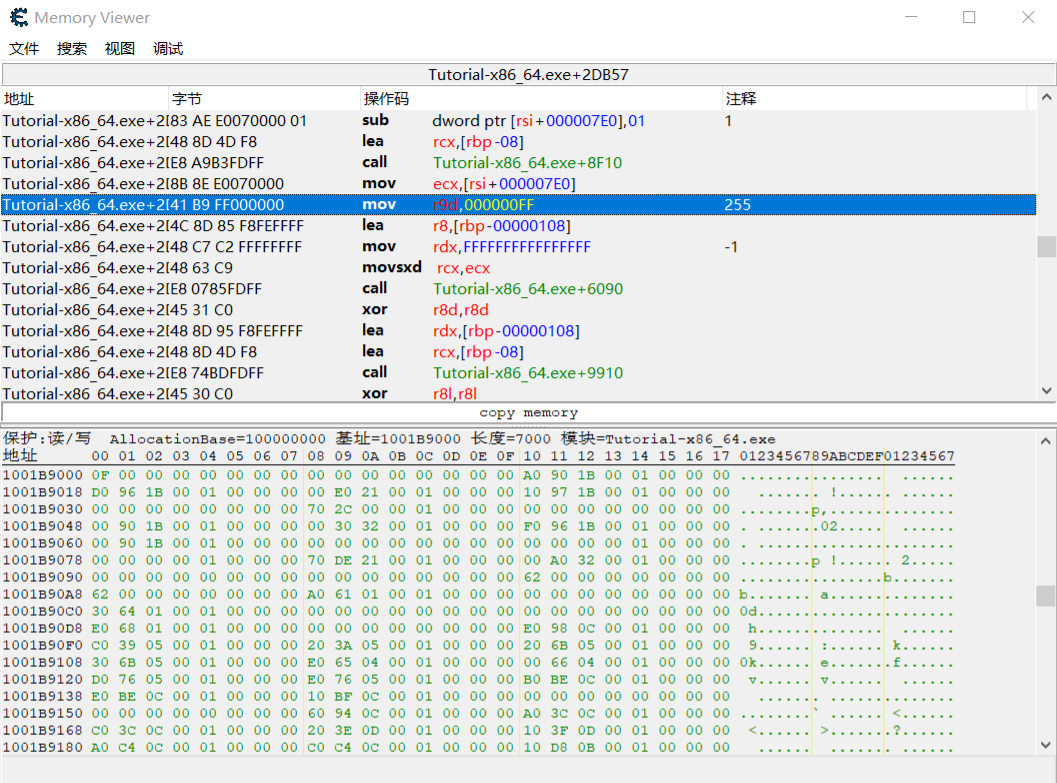 Memory Viewer
文件 搜索 视图 调试
Tutorial-x86_64.exe+2DB57
地址 字节 操作码 注释
Tutorial-x86_64.exe+2I83 AE E0070000 01 sub dword ptr [rsi+000007E0],01 1
Tutorial-x86_64.exe+2I48 8D 4D F8 lea rcx,[rbp-08]
Tutorial-x86_64.exe+2IE8 A9B3FDFF call Tutorial-x86_64.exe+8F10
Tutorial-x86_64.exe+2I8B 8E E0070000 mov ecx,[rsi+000007E0]
Tutorial-x86_64.exe+2I41 B9 FF000000 mov r9d,000000FF 255
Tutorial-x86_64.exe+2I4C 8D 85 F8FEFFFF lea r8,[rbp-00000108]
Tutorial-x86_64.exe+2I48 C7 C2 FFFFFFFF mov rdx,FFFFFFFFFFFFFFFF -1
Tutorial-x86_64.exe+2I48 63 C9 movsxd rcx,ecx
Tutorial-x86_64.exe+2IE8 0785FDFF call Tutorial-x86_64.exe+6090
Tutorial-x86_64.exe+2I45 31 C0 xor r8d,r8d
Tutorial-x86_64.exe+2I48 8D 95 F8FEFFFF lea rdx,[rbp-00000108]
Tutorial-x86_64.exe+2I48 8D 4D F8 lea rcx,[rbp-08]
Tutorial-x86_64.exe+2IE8 74BDFDFF call Tutorial-x86_64.exe+9910
Tutorial-x86_64.exe+2I45 30 C0 xor r8l,r8l
copy memory
保护:读/写 AllocationBase=100000000 基址=1001B9000 长度=7000 模块=Tutorial-x86_64.exe
地址 00 01 02 03 04 05 06 07 08 09 0A 0B 0C 0D 0E 0F 10 11 12 13 14 15 16 17 0123456789ABCDEF01234567
1001B9000 0F 00 00 00 00 00 00 00 00 00 00 00 00 00 00 00 A0 90 1B 00 01 00 00 00 ................ ......
1001B9018 D0 96 1B 00 01 00 00 00 00 E0 21 00 01 00 00 00 10 97 1B 00 01 00 00 00 ....... !...... ......
1001B9030 00 00 00 00 00 00 00 00 70 2C 00 00 01 00 00 00 00 00 00 00 00 00 00 00 ........p,..............
1001B9048 00 90 1B 00 01 00 00 00 00 30 32 00 01 00 00 00 F0 96 1B 00 01 00 00 00 . .......02..... ......
1001B9060 00 90 1B 00 01 00 00 00 00 00 00 00 00 00 00 00 00 00 00 00 00 00 00 00 . ......................
1001B9078 00 00 00 00 00 00 00 00 70 DE 21 00 01 00 00 00 00 A0 32 00 01 00 00 00 ........p !...... 2.....
1001B9090 00 00 00 00 00 00 00 00 00 00 00 00 00 00 00 00 62 00 00 00 00 00 00 00 ................b.......
1001B90A8 62 00 00 00 00 00 00 00 A0 61 01 00 01 00 00 00 00 00 00 00 00 00 00 00 b........ a..............
1001B90C0 30 64 01 00 01 00 00 00 00 00 00 00 00 00 00 00 00 00 00 00 00 00 00 00 0d......................
1001B90D8 E0 68 01 00 01 00 00 00 00 00 00 00 00 00 00 00 E0 98 0C 00 01 00 00 00 h.............. ......
1001B90F0 C0 39 05 00 01 00 00 00 20 3A 05 00 01 00 00 00 20 6B 05 00 01 00 00 00 9...... :...... k......
1001B9108 30 6B 05 00 01 00 00 00 E0 65 04 00 01 00 00 00 00 66 04 00 01 00 00 00 0k...... e.......f......
1001B9120 D0 76 05 00 01 00 00 00 E0 76 05 00 01 00 00 00 B0 BE 0C 00 01 00 00 00 v...... v...... ......
1001B9138 E0 BE 0C 00 01 00 00 00 10 BF 0C 00 01 00 00 00 00 00 00 00 00 00 00 00 ...... . ..............
1001B9150 00 00 00 00 00 00 00 00 60 94 0C 00 01 00 00 00 A0 3C 0C 00 01 00 00 00 ........` ...... <......
1001B9168 C0 3C 0C 00 01 00 00 00 20 3E 0D 00 01 00 00 00 10 3F 0D 00 01 00 00 00 <...... >.......?......
1001B9180 A0 C4 0C 00 01 00 00 00 C0 C4 0C 00 01 00 00 00 10 D8 0B 00 01 00 00 00 ...... ...... . ......